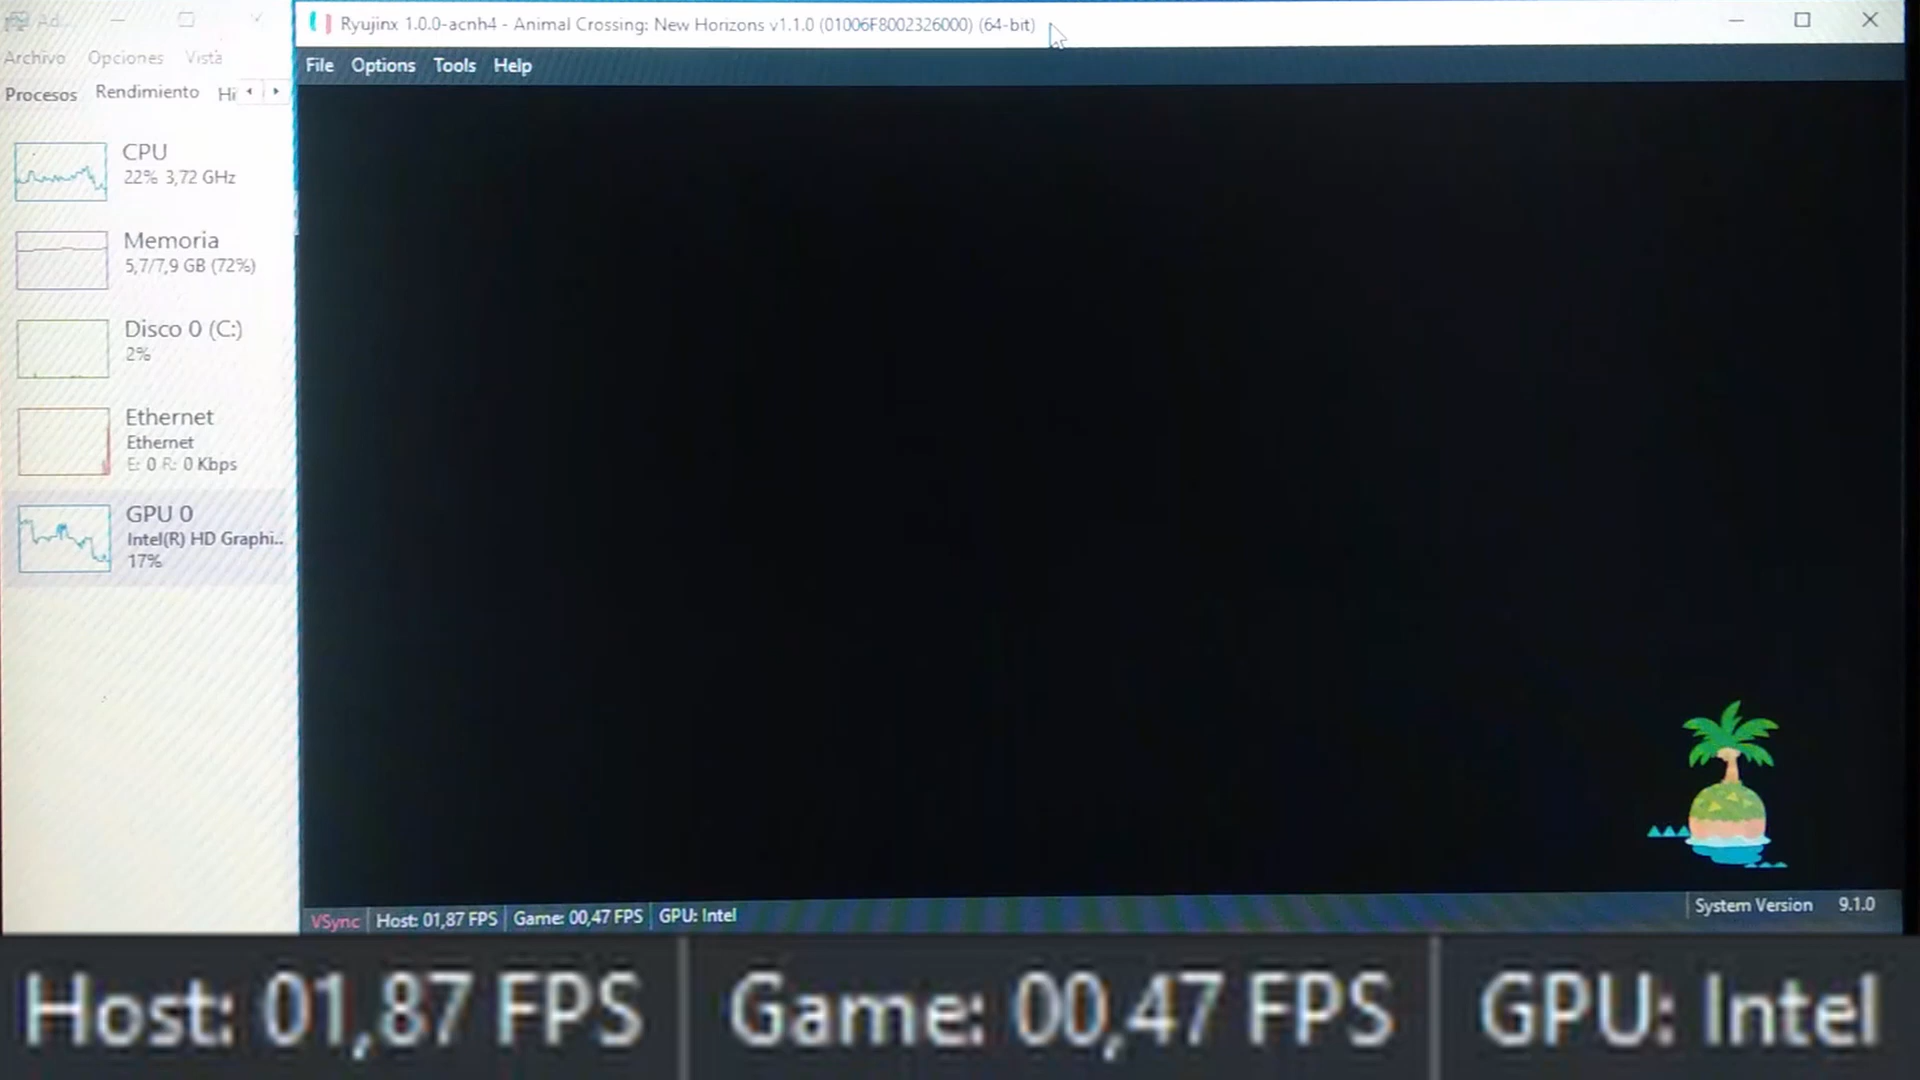 Ad...
Archivo Opciones Vista
Procesos Rendimiento Hi
CPU
22% 3,72 GHz
Memoria
5,7/7,9 GB (72%)
Disco 0 (C:)
2%
Ethernet
Ethernet
E: 0 R: 0 Kbps
GPU 0
Intel(R) HD Graphi...
17%
Ryujinx 1.0.0-acnh4 - Animal Crossing: New Horizons v1.1.0 (01006F8002326000) (64-bit)
File Options Tools Help
VSync Host: 01,87 FPS Game: 00,47 FPS GPU: Intel
System Version 9.1.0
Host: 01,87 FPS Game: 00,47 FPS GPU: Intel